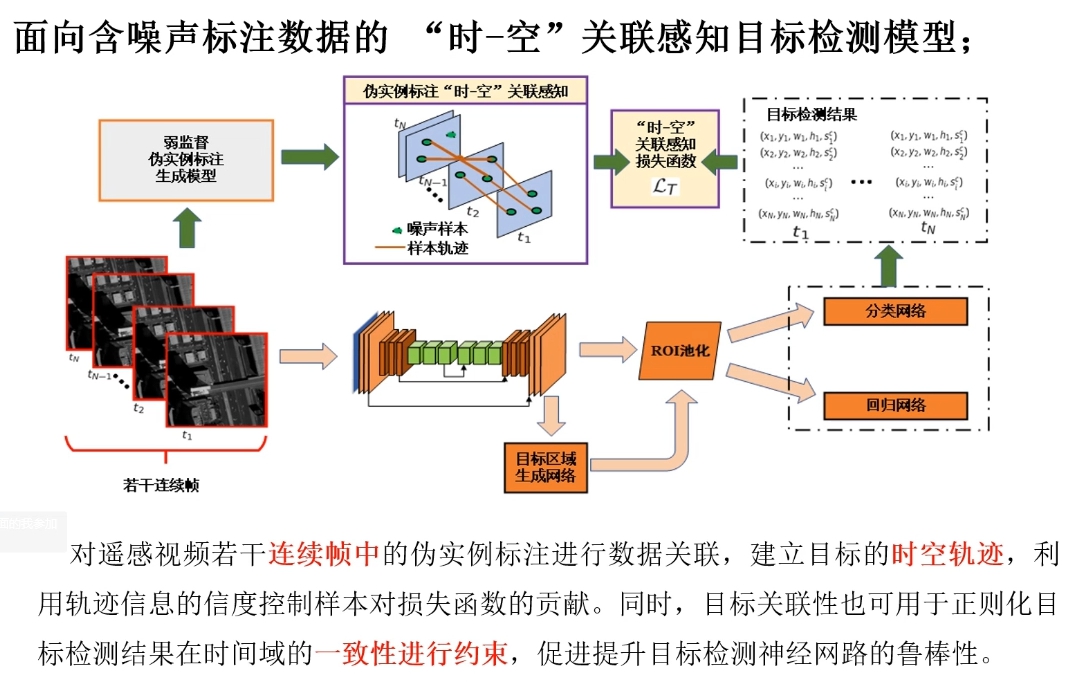 面向含噪声标注数据的 “时-空”关联感知目标检测模型；
伪实例标注“时-空”关联感知
弱监督
伪实例标注
生成模型
t_N
t_{N-1}
t_2
t_1
噪声样本
样本轨迹
“时-空”
关联感知
损失函数
ℒ_T
目标检测结果
(x_1, y_1, w_1, h_1, s_1^c)
(x_2, y_2, w_2, h_2, s_2^c)
...
(x_i, y_i, w_i, h_i, s_i^c)
...
(x_N, y_N, w_N, h_N, s_N^c)
t_1
•••
(x_1, y_1, w_1, h_1, s_1^c)
(x_2, y_2, w_2, h_2, s_2^c)
...
(x_i, y_i, w_i, h_i, s_i^c)
...
(x_N, y_N, w_N, h_N, s_N^c)
t_N
t_N
t_{N-1}
t_2
t_1
若干连续帧
ROI池化
目标区域
生成网络
分类网络
回归网络
对遥感视频若干连续帧中的伪实例标注进行数据关联，建立目标的时空轨迹，利
用轨迹信息的信度控制样本对损失函数的贡献。同时，目标关联性也可用于正则化目
标检测结果在时间域的一致性进行约束，促进提升目标检测神经网路的鲁棒性。